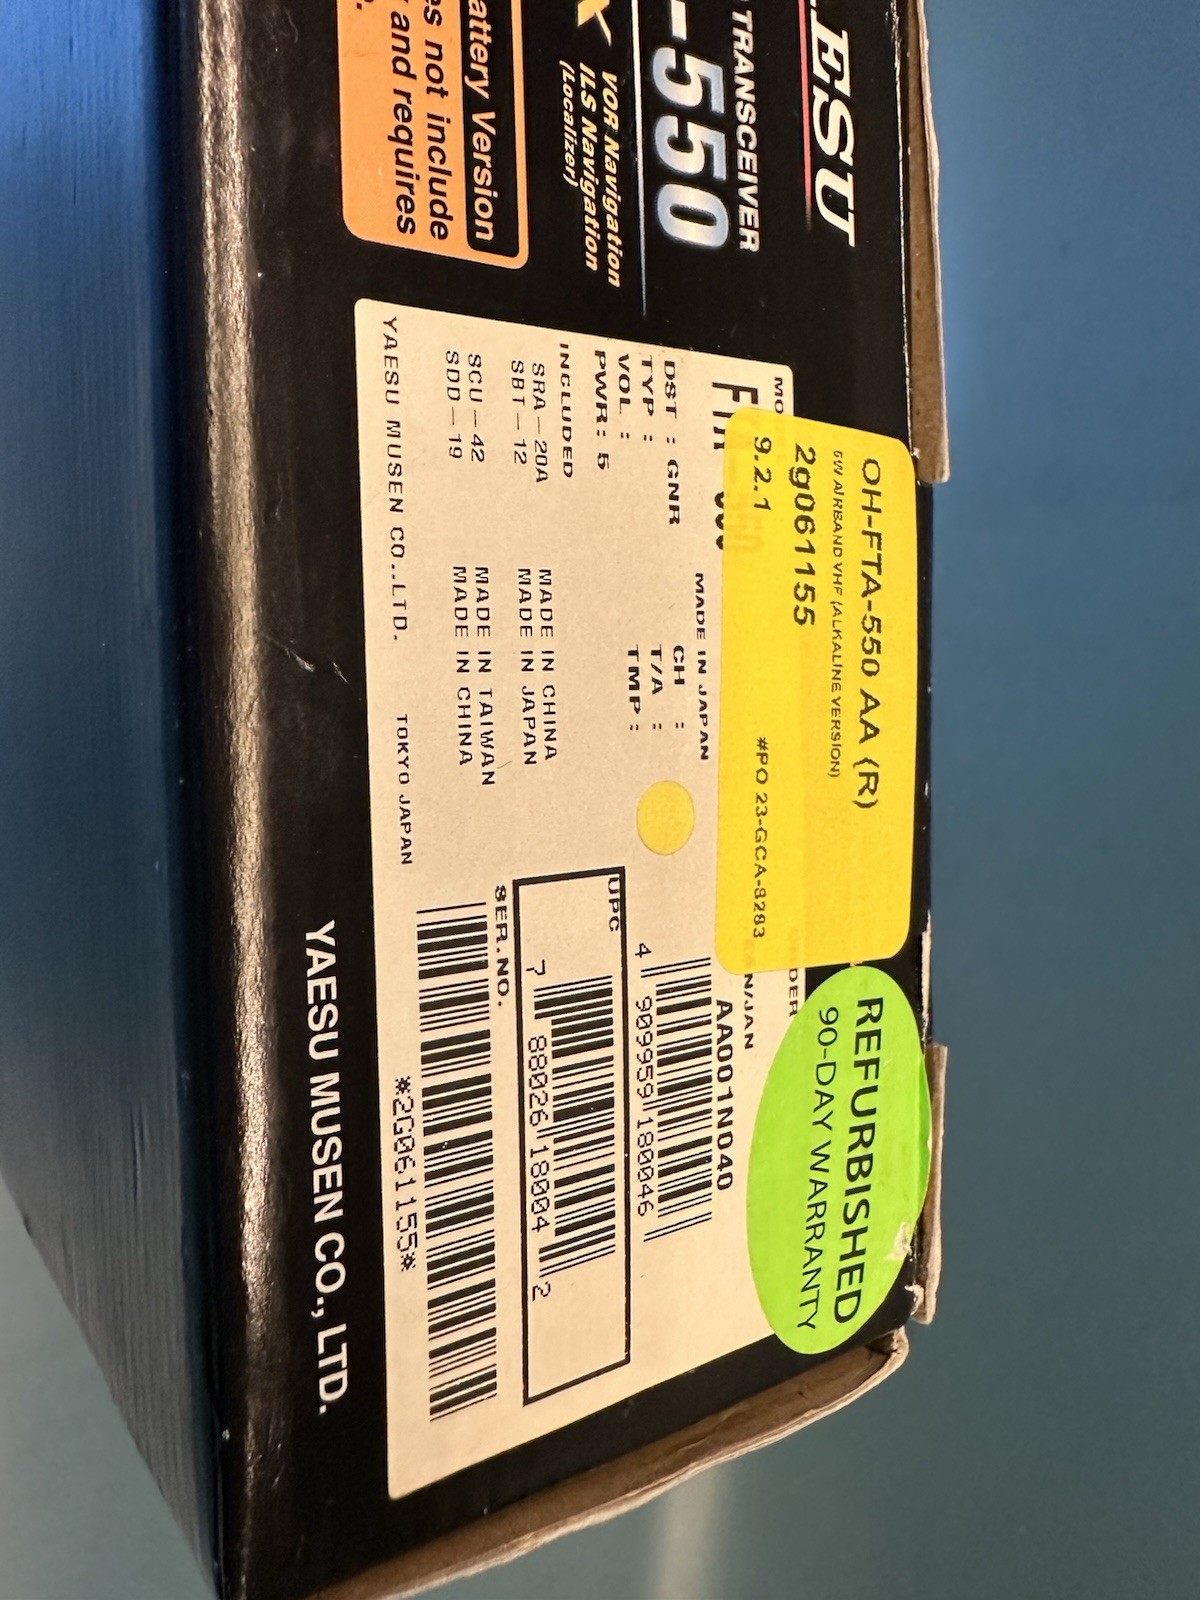 ESU
TRANSCEIVER
-550
VOR Navigation
ILS Navigation
(Localizer)
Battery Version
not include
and requires
OH-FTA-550 AA (R)
5W AIRBAND VHF (ALKALINE VERSION)
2g061155
9.2.1
#PO 23-GCA-8283
REFURBISHED
90-DAY WARRANTY
MADE IN JAPAN
DST : GNR
CH :
TYP :
T/A :
VOL :
TMP :
PWR: 5
INCLUDED
SRA-20A MADE IN CHINA
SBT-12 MADE IN JAPAN
SCU-42 MADE IN TAIWAN
SDD-19 MADE IN CHINA
YAESU MUSEN CO.,LTD. TOKYO JAPAN
N/JAN
AA001N040
4 909959 180046
UPC
7 88026 18004 2
SER.NO.
*2G061155*
YAESU MUSEN CO., LTD.